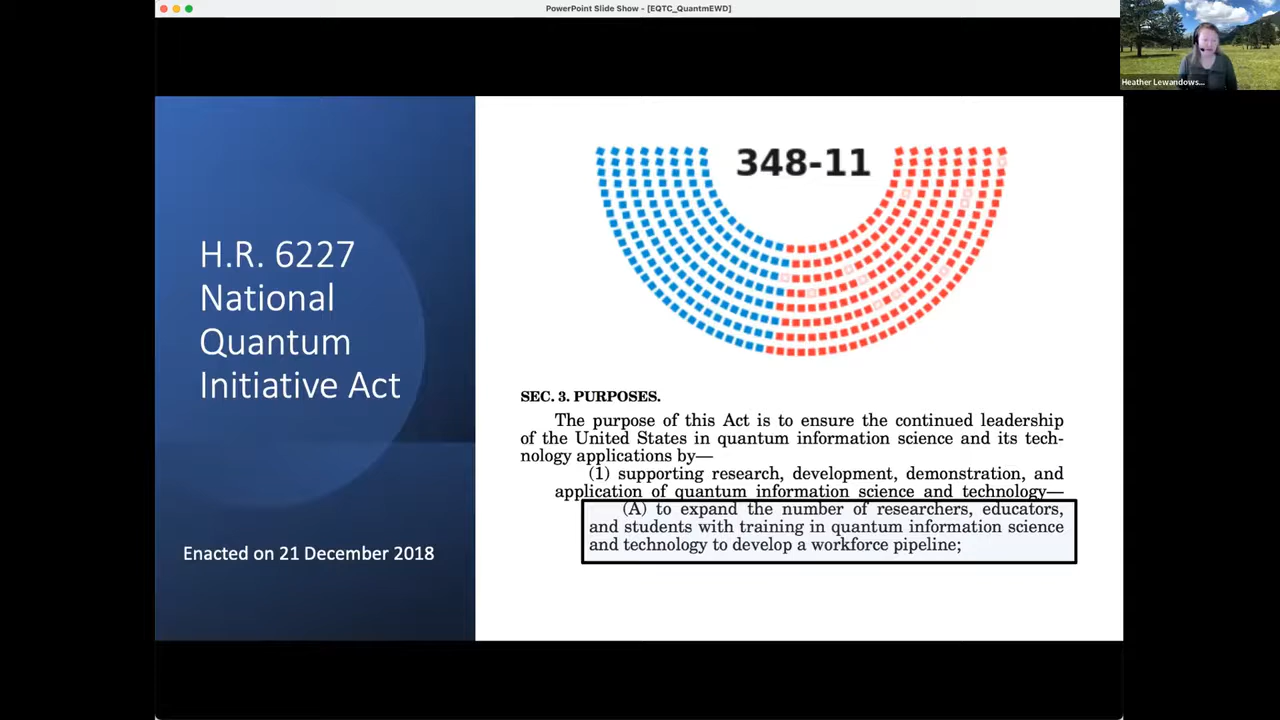 PowerPoint Slide Show - [EQTC_QuantmEWD]
Heather Lewandows...
H.R. 6227
National
Quantum
Initiative Act
Enacted on 21 December 2018
348-11
SEC. 3. PURPOSES.
The purpose of this Act is to ensure the continued leadership
of the United States in quantum information science and its tech-
nology applications by—
(1) supporting research, development, demonstration, and
application of quantum information science and technology—
(A) to expand the number of researchers, educators,
and students with training in quantum information science
and technology to develop a workforce pipeline;